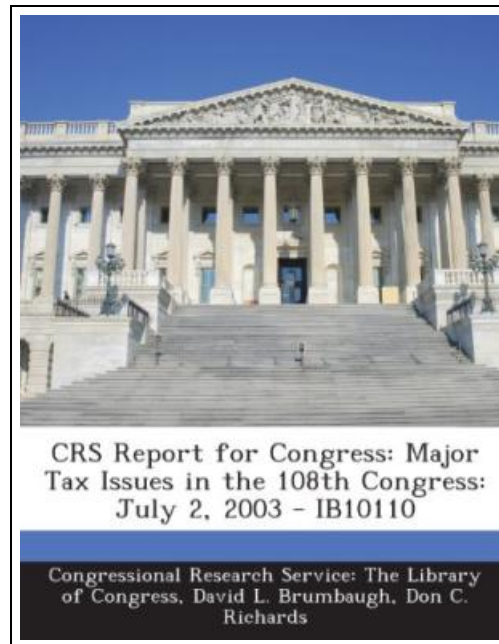 CRS Report for Congress: Major
Tax Issues in the 108th Congress:
July 2, 2003 - IB10110
Congressional Research Service: The Library
of Congress, David L. Brumbaugh, Don C.
Richards